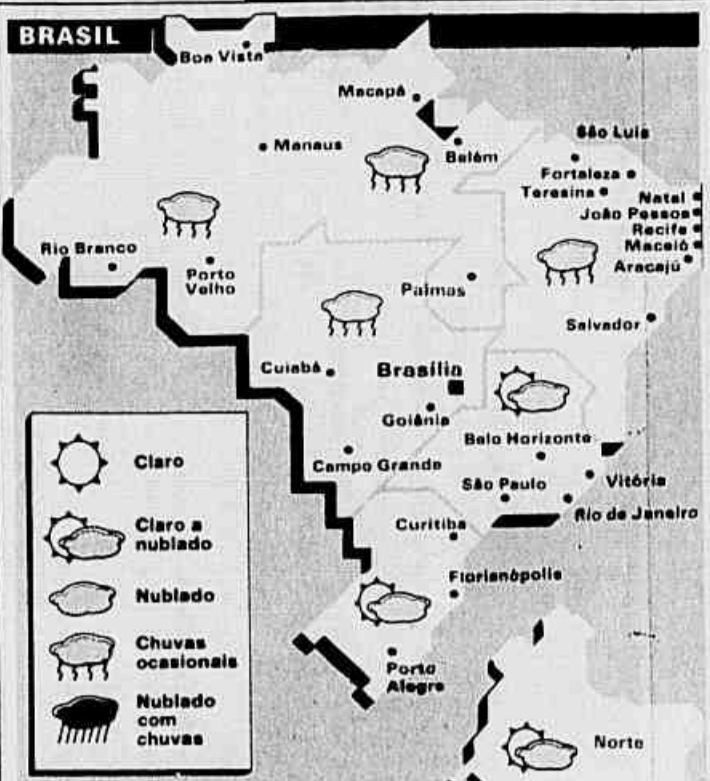 BRASIL
Boa Vista
Macapá
Manaus
Belém
São Luis
Fortaleza
Teresina
Natal
João Pessoa
Recife
Maceió
Aracajú
Rio Branco
Porto
Velho
Palmas
Salvador
Cuiabá
Brasília
Goiânia
Belo Horizonte
Campo Grande
São Paulo
Vitória
Rio de Janeiro
Curitiba
Florianópolis
Porto
Alegre
Claro
Claro a
nublado
Nublado
Chuvas
ocasionais
Nublado
com
chuvas
Norte